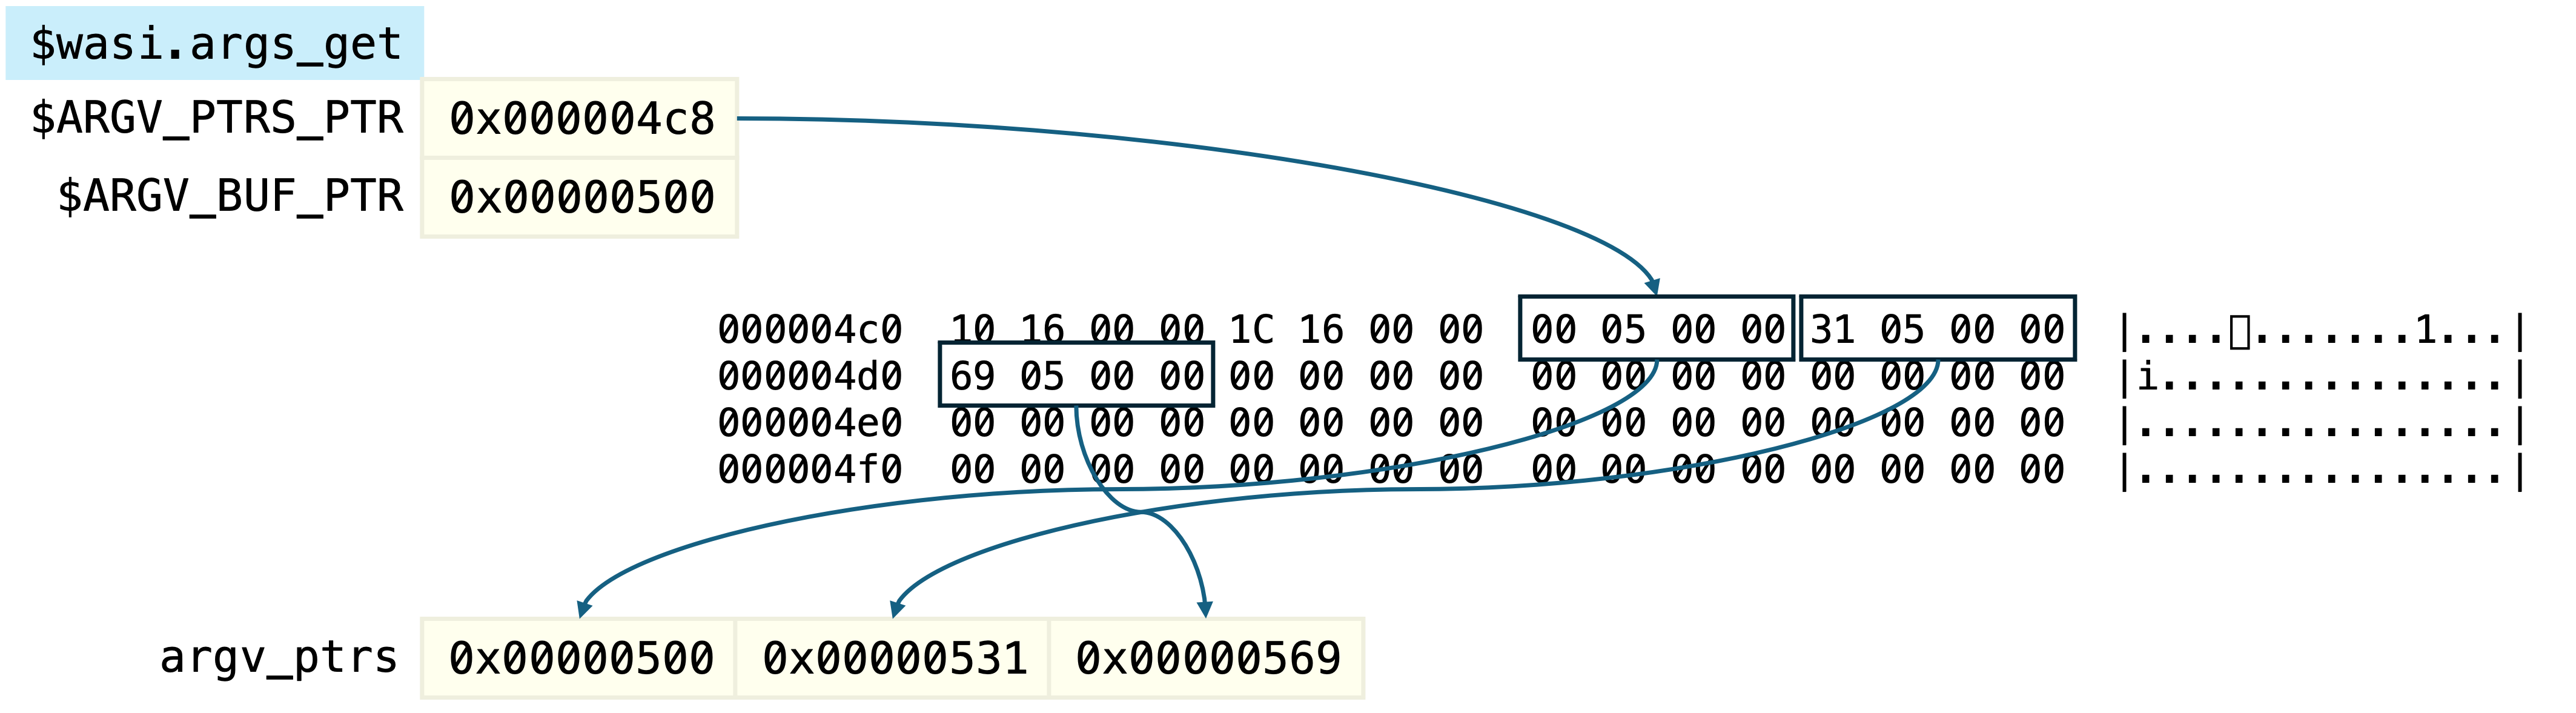 $wasi.args_get
$ARGV_PTRS_PTR 0x000004c8
$ARGV_BUF_PTR 0x00000500
000004c0 10 16 00 00 1C 16 00 00 00 05 00 00 31 05 00 00 |....▯.......1...|
000004d0 69 05 00 00 00 00 00 00 00 00 00 00 00 00 00 00 |i...............|
000004e0 00 00 00 00 00 00 00 00 00 00 00 00 00 00 00 00 |................|
000004f0 00 00 00 00 00 00 00 00 00 00 00 00 00 00 00 00 |................|
argv_ptrs 0x00000500 0x00000531 0x00000569